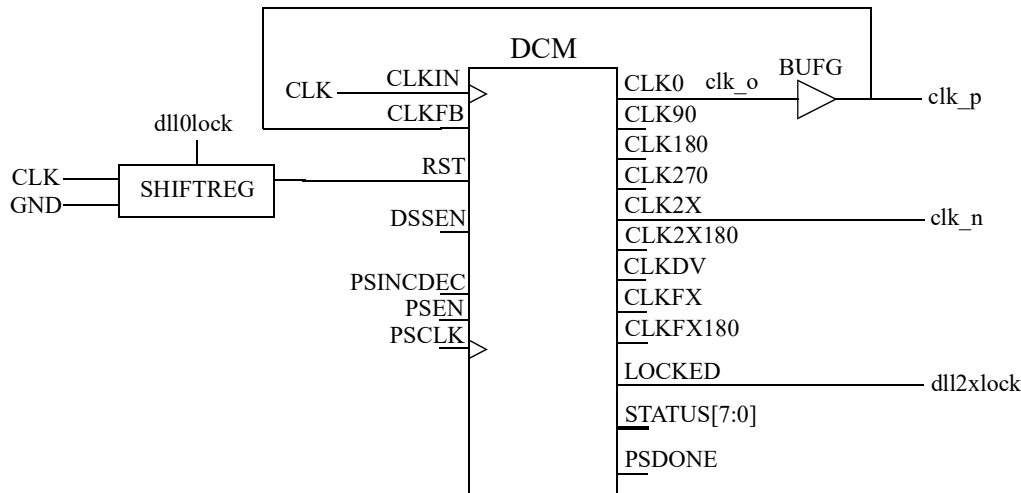 DCM
BUFG
CLKIN
CLK0
clk_o
CLK
clk_p
CLKFB
CLK90
dll0lock
CLK180
RST
CLK270
CLK
SHIFTREG
GND
CLK2X
DSSEN
clk_n
CLK2X180
CLKDV
PSINCDEC
CLKFX
PSEN
CLKFX180
PSCLK
LOCKED
dll2xlock
STATUS[7:0]
PSDONE